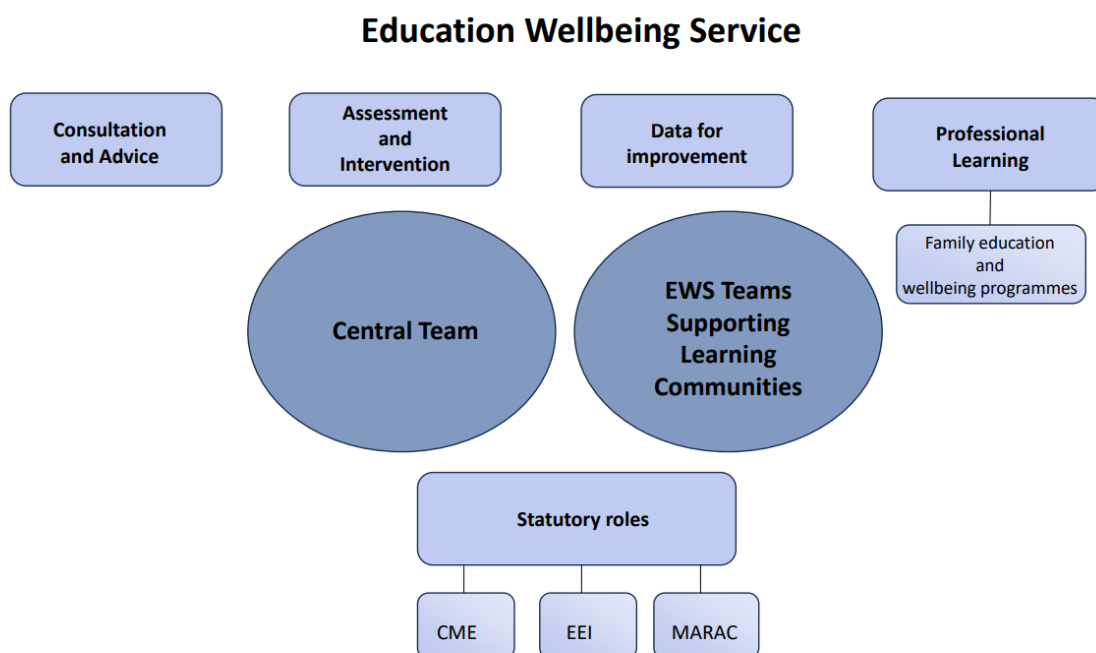 Education Wellbeing Service
Consultation
and Advice
Assessment
and
Intervention
Data for
improvement
Professional
Learning
Family education
and
wellbeing programmes
Central Team
EWS Teams
Supporting
Learning
Communities
Statutory roles
CME
EEI
MARAC